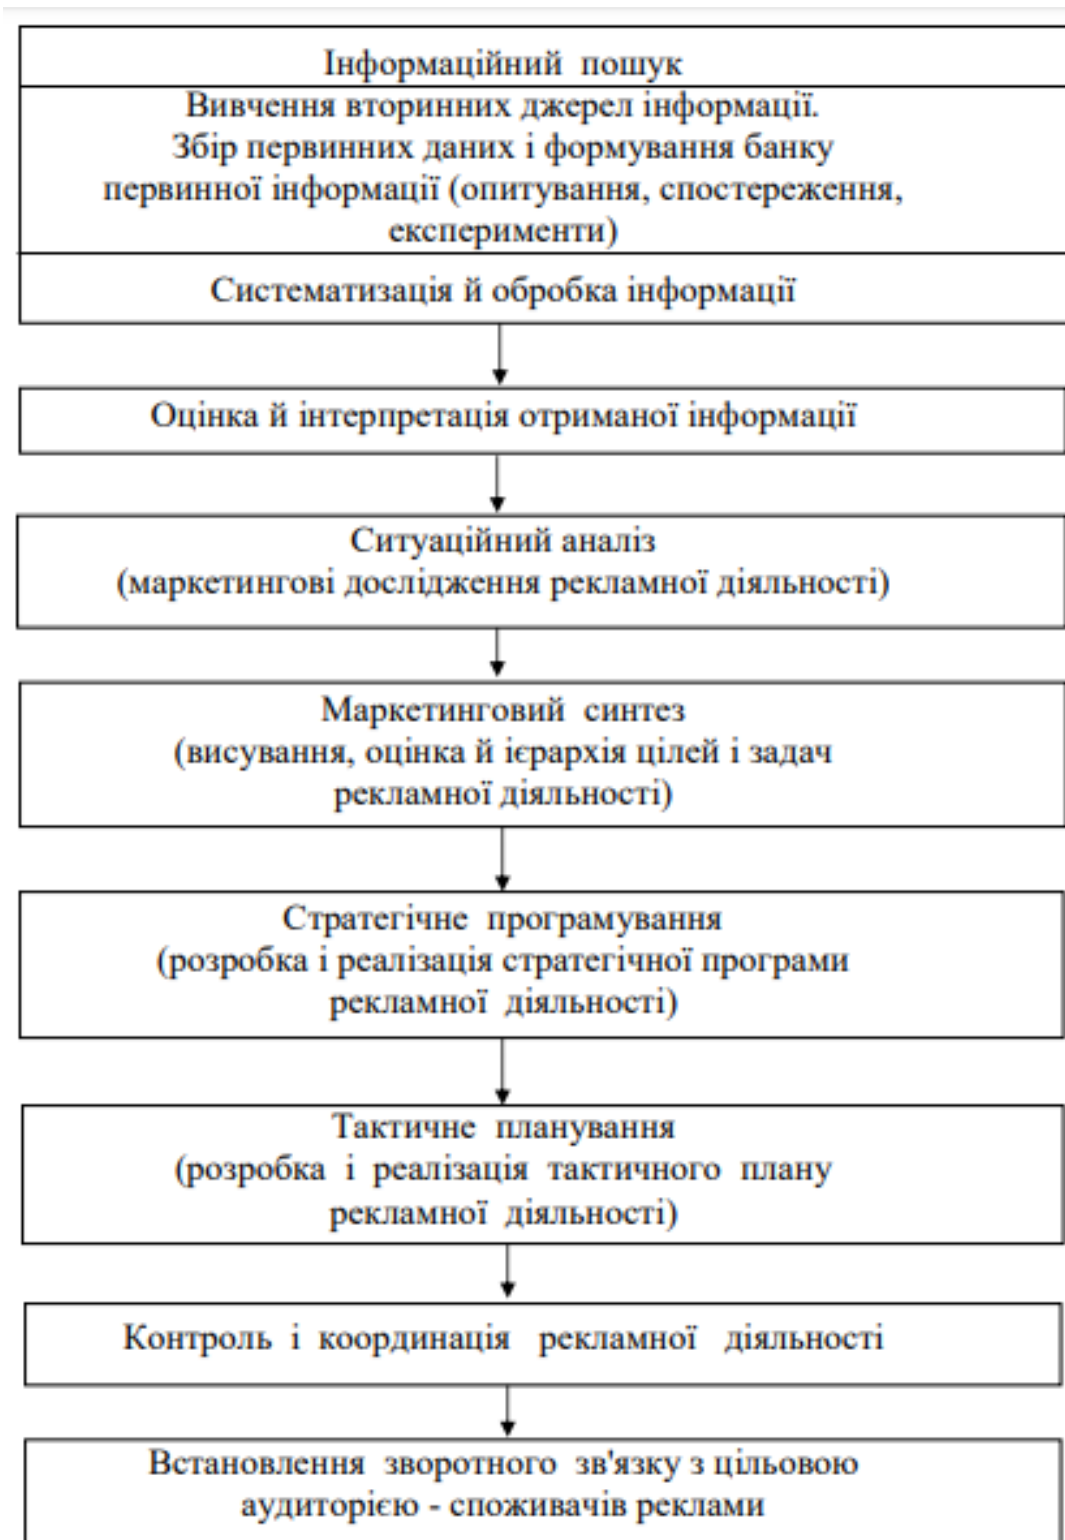 Інформаційний пошук
Вивчення вторинних джерел інформації.
Збір первинних даних і формування банку
первинної інформації (опитування, спостереження,
експерименти)
Систематизація й обробка інформації
Оцінка й інтерпретація отриманої інформації
Ситуаційний аналіз
(маркетингові дослідження рекламної діяльності)
Маркетинговий синтез
(висування, оцінка й ієрархія цілей і задач
рекламної діяльності)
Стратегічне програмування
(розробка і реалізація стратегічної програми
рекламної діяльності)
Тактичне планування
(розробка і реалізація тактичного плану
рекламної діяльності)
Контроль і координація рекламної діяльності
Встановлення зворотного зв'язку з цільовою
аудиторією - споживачів реклами